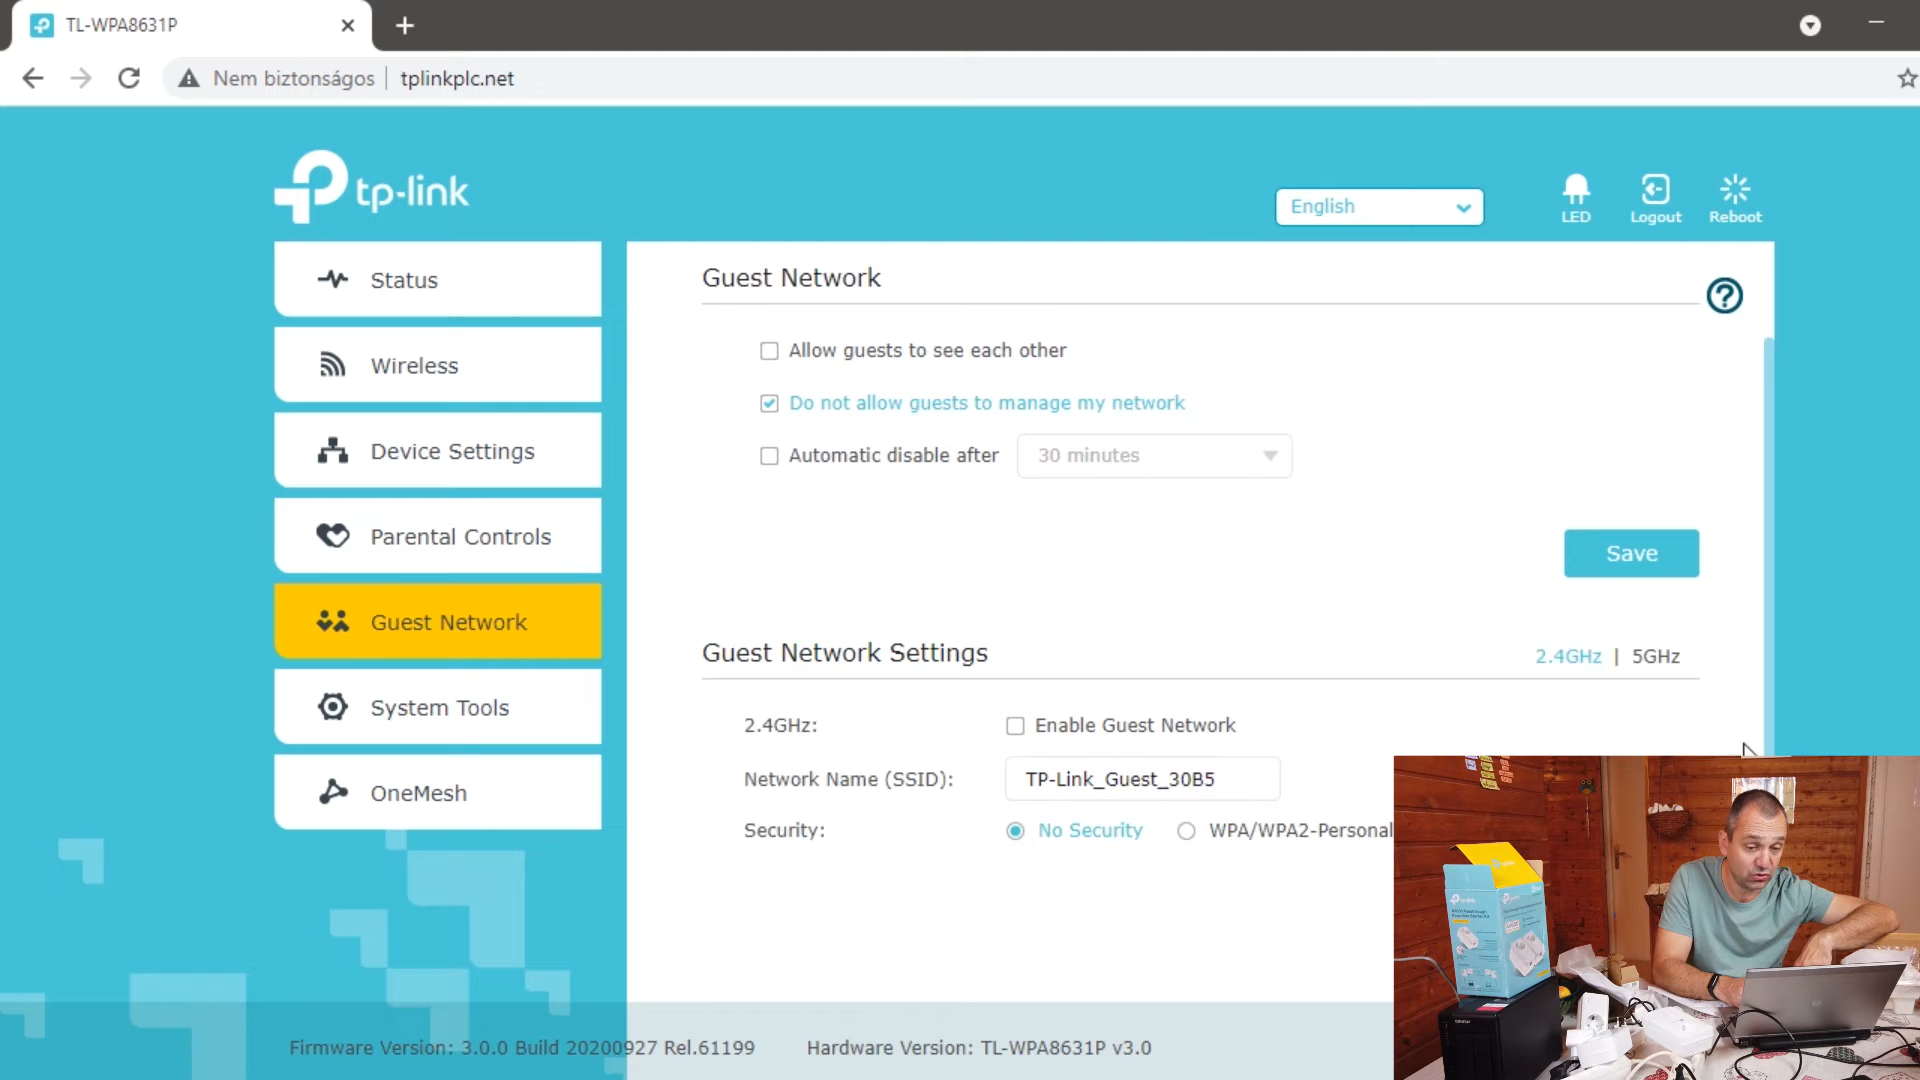 TL-WPA8631P
Nem biztonságos | tplinkplc.net
tp-link
English
LED
Logout
Reboot
Status
Wireless
Device Settings
Parental Controls
Guest Network
System Tools
OneMesh
Guest Network
Allow guests to see each other
Do not allow guests to manage my network
Automatic disable after 30 minutes
Save
Guest Network Settings
2.4GHz | 5GHz
2.4GHz: Enable Guest Network
Network Name (SSID): TP-Link_Guest_30B5
Security: No Security WPA/WPA2-Personal
Firmware Version: 3.0.0 Build 20200927 Rel.61199 Hardware Version: TL-WPA8631P v3.0
tp-link